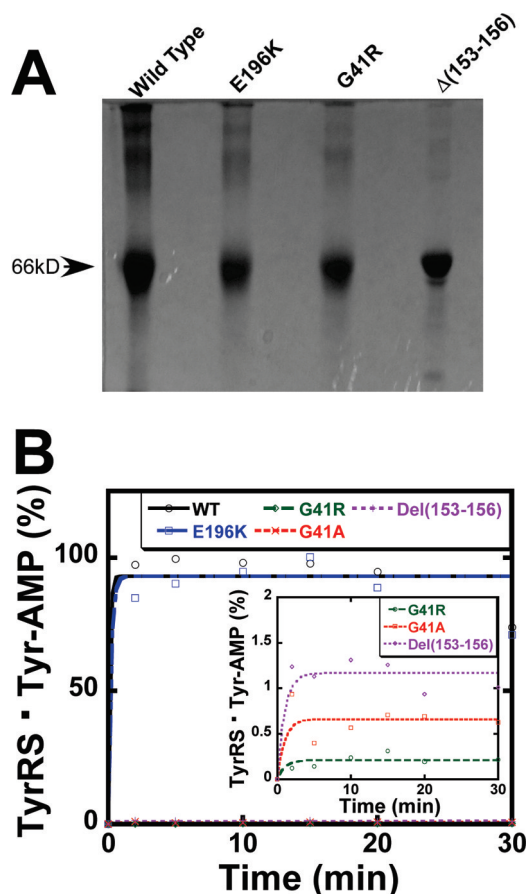 A
Wild Type
E196K
G41R
Δ(153-156)
66kD
B
TyrRS · Tyr-AMP (%)
100
50
0
WT
G41R
Del(153-156)
E196K
G41A
TyrRS · Tyr-AMP (%)
2
1.5
1
0.5
0
G41R
G41A
Del(153-156)
0 10 20 30
Time (min)
0 10 20 30
Time (min)